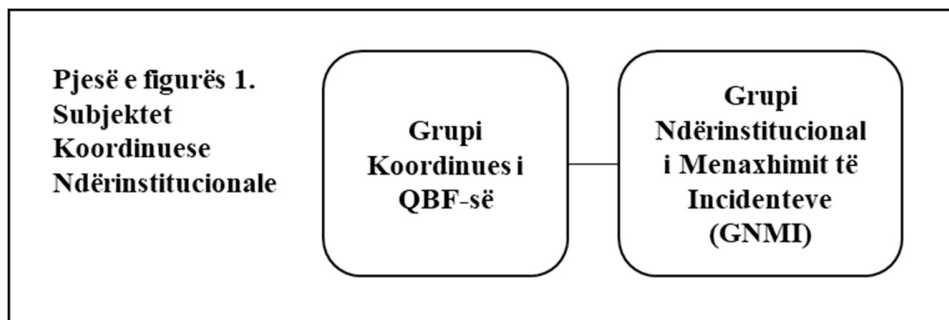 Pjesë e figurës 1.
Subjektet
Koordinuese
Ndërinstitucionale
Grupi
Koordinues i
QBF-së
Grupi
Ndërinstitucional
i Menaxhimit të
Incidenteve
(GNMI)